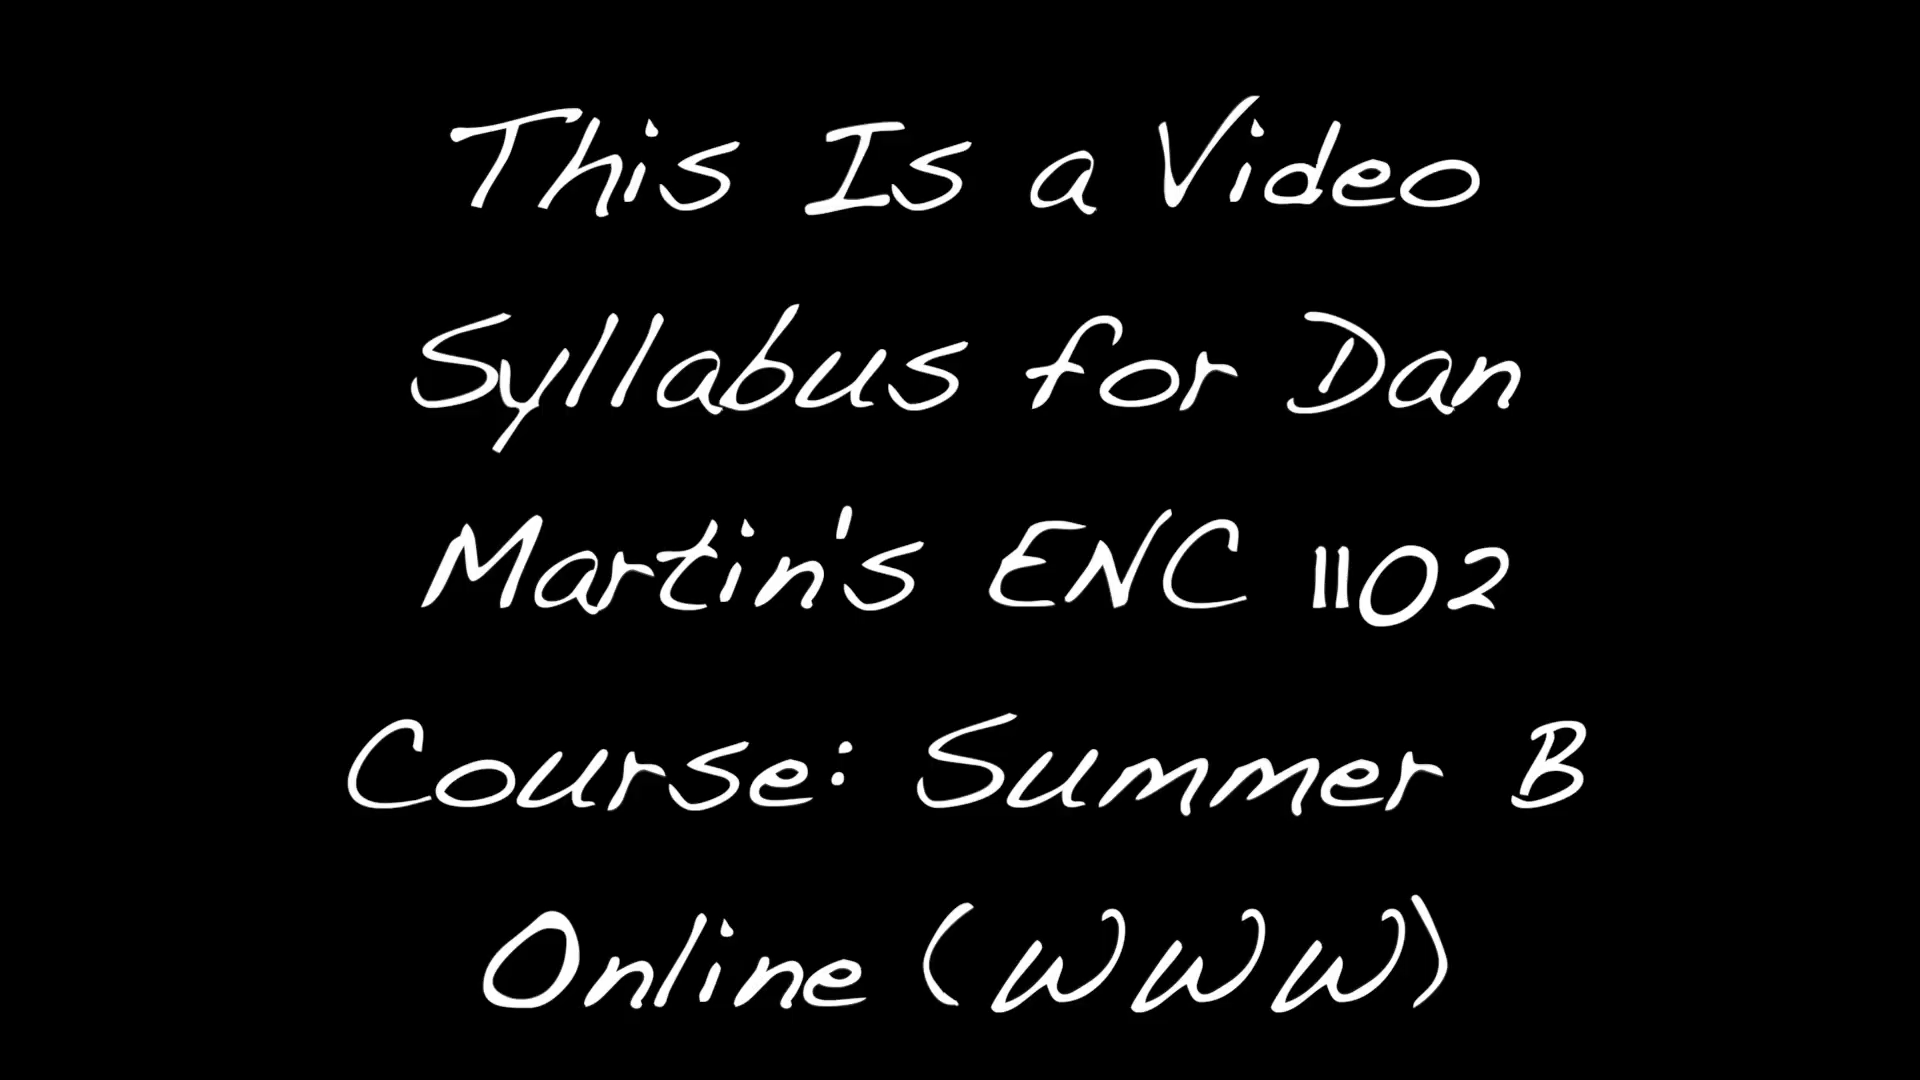 This Is a Video
Syllabus for Dan
Martin's ENC 1102
Course: Summer B
Online (WWW)